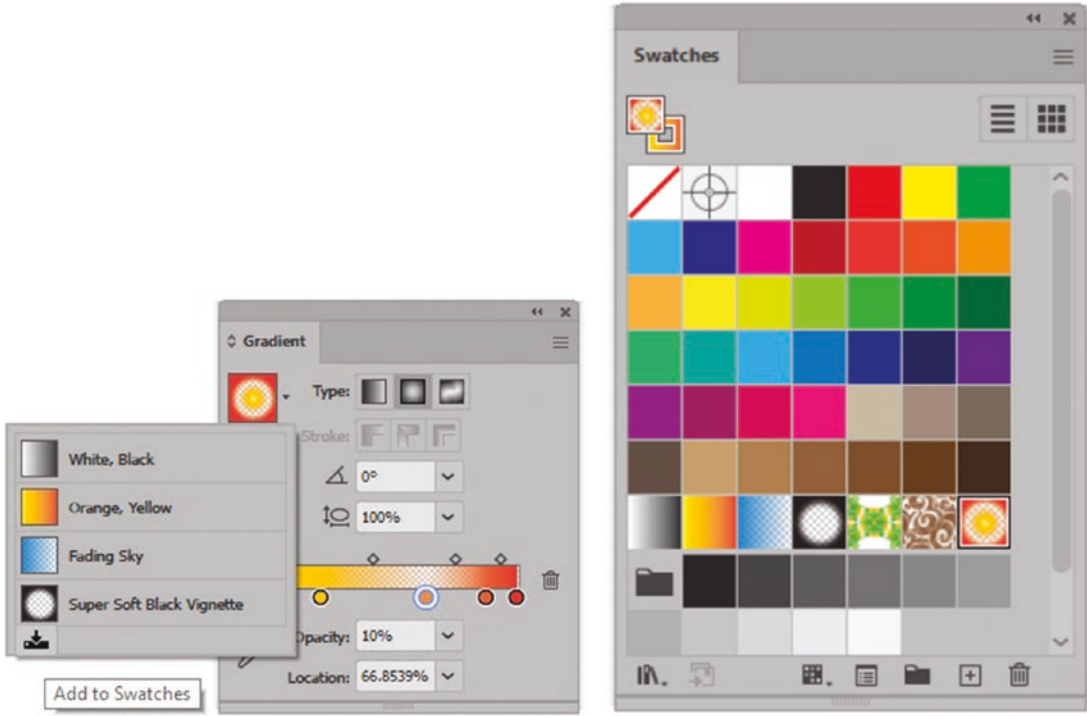 Swatches
Gradient
Type:
Stroke:
0°
100%
White, Black
Orange, Yellow
Fading Sky
Super Soft Black Vignette
Opacity: 10%
Location: 66.8539%
Add to Swatches